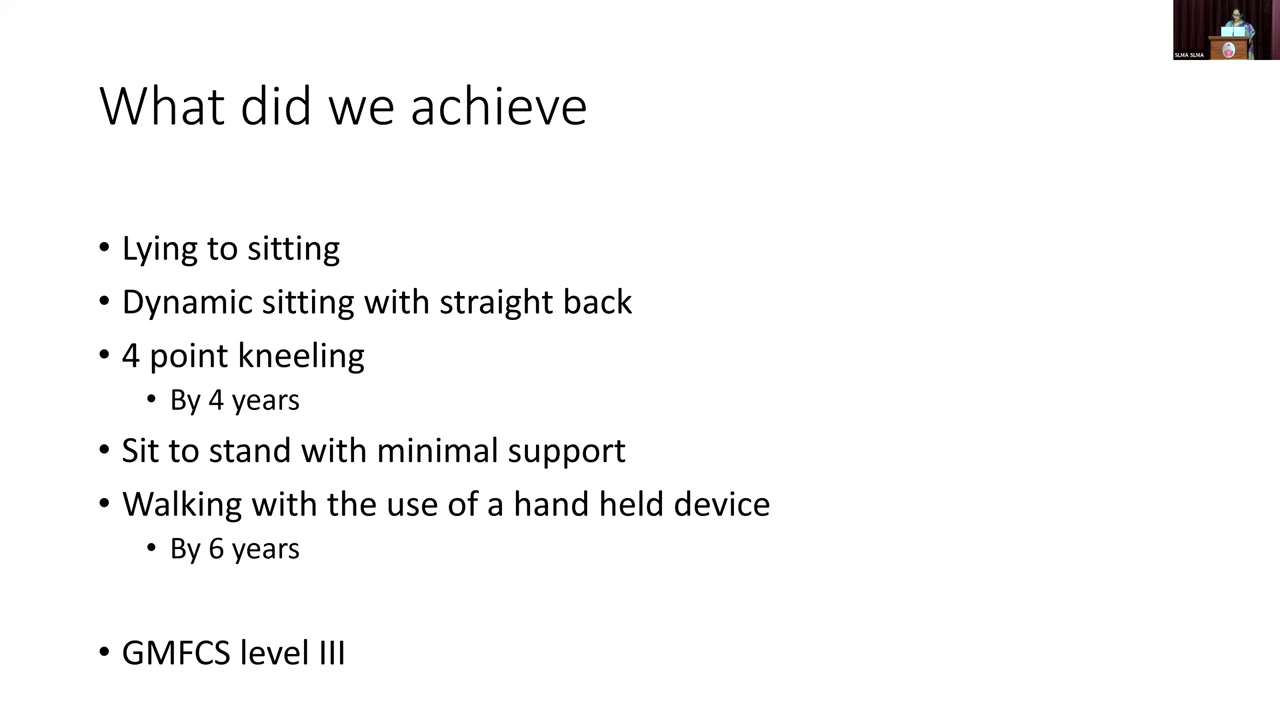 SLMA SLMA
What did we achieve
• Lying to sitting
• Dynamic sitting with straight back
• 4 point kneeling
• By 4 years
• Sit to stand with minimal support
• Walking with the use of a hand held device
• By 6 years
• GMFCS level III